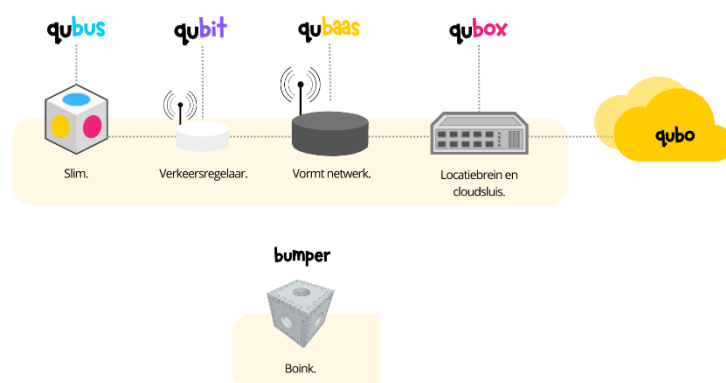 qubus
qubit
qubaas
qubox
qubo
Slim.
Verkeersregelaar.
Vormt netwerk.
Locatiebrein en
cloudsluis.
bumper
Boink.